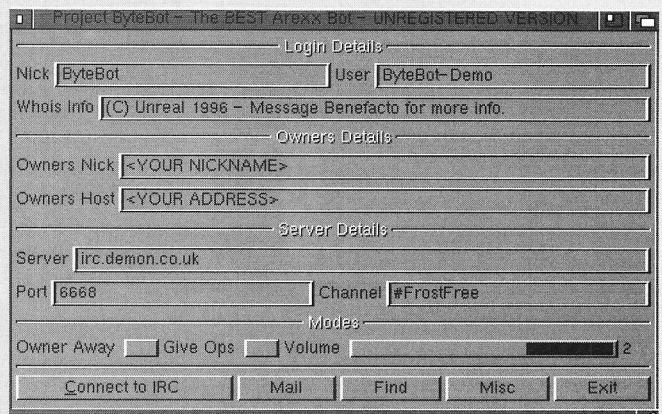 Project ByteBot – The BEST Arexx Bot – UNREGISTERED VERSION
Login Details
Nick ByteBot User ByteBot-Demo
Whois Info (C) Unreal 1996 – Message Benefacto for more info.
Owners Details
Owners Nick <YOUR NICKNAME>
Owners Host <YOUR ADDRESS>
Server Details
Server irc.demon.co.uk
Port 6668 Channel #FrostFree
Modes
Owner Away Give Ops Volume 2
Connect to IRC Mail Find Misc Exit